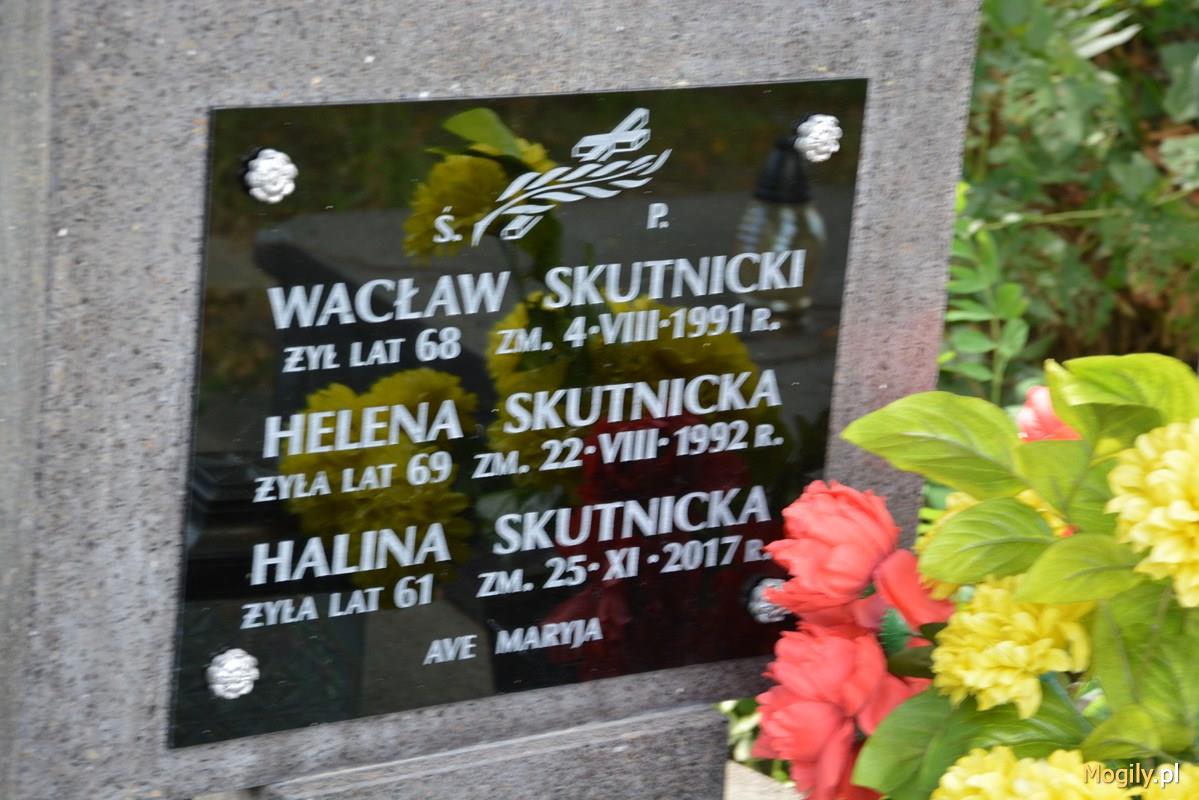 Ś. P.
WACŁAW SKUTNICKI
ŻYŁ LAT 68 ZM. 4·VIII·1991 R.
HELENA SKUTNICKA
ŻYŁA LAT 69 ZM. 22·VIII·1992 R.
HALINA SKUTNICKA
ŻYŁA LAT 61 ZM. 25·XI·2017 R.
AVE MARYJA
Mogily.pl